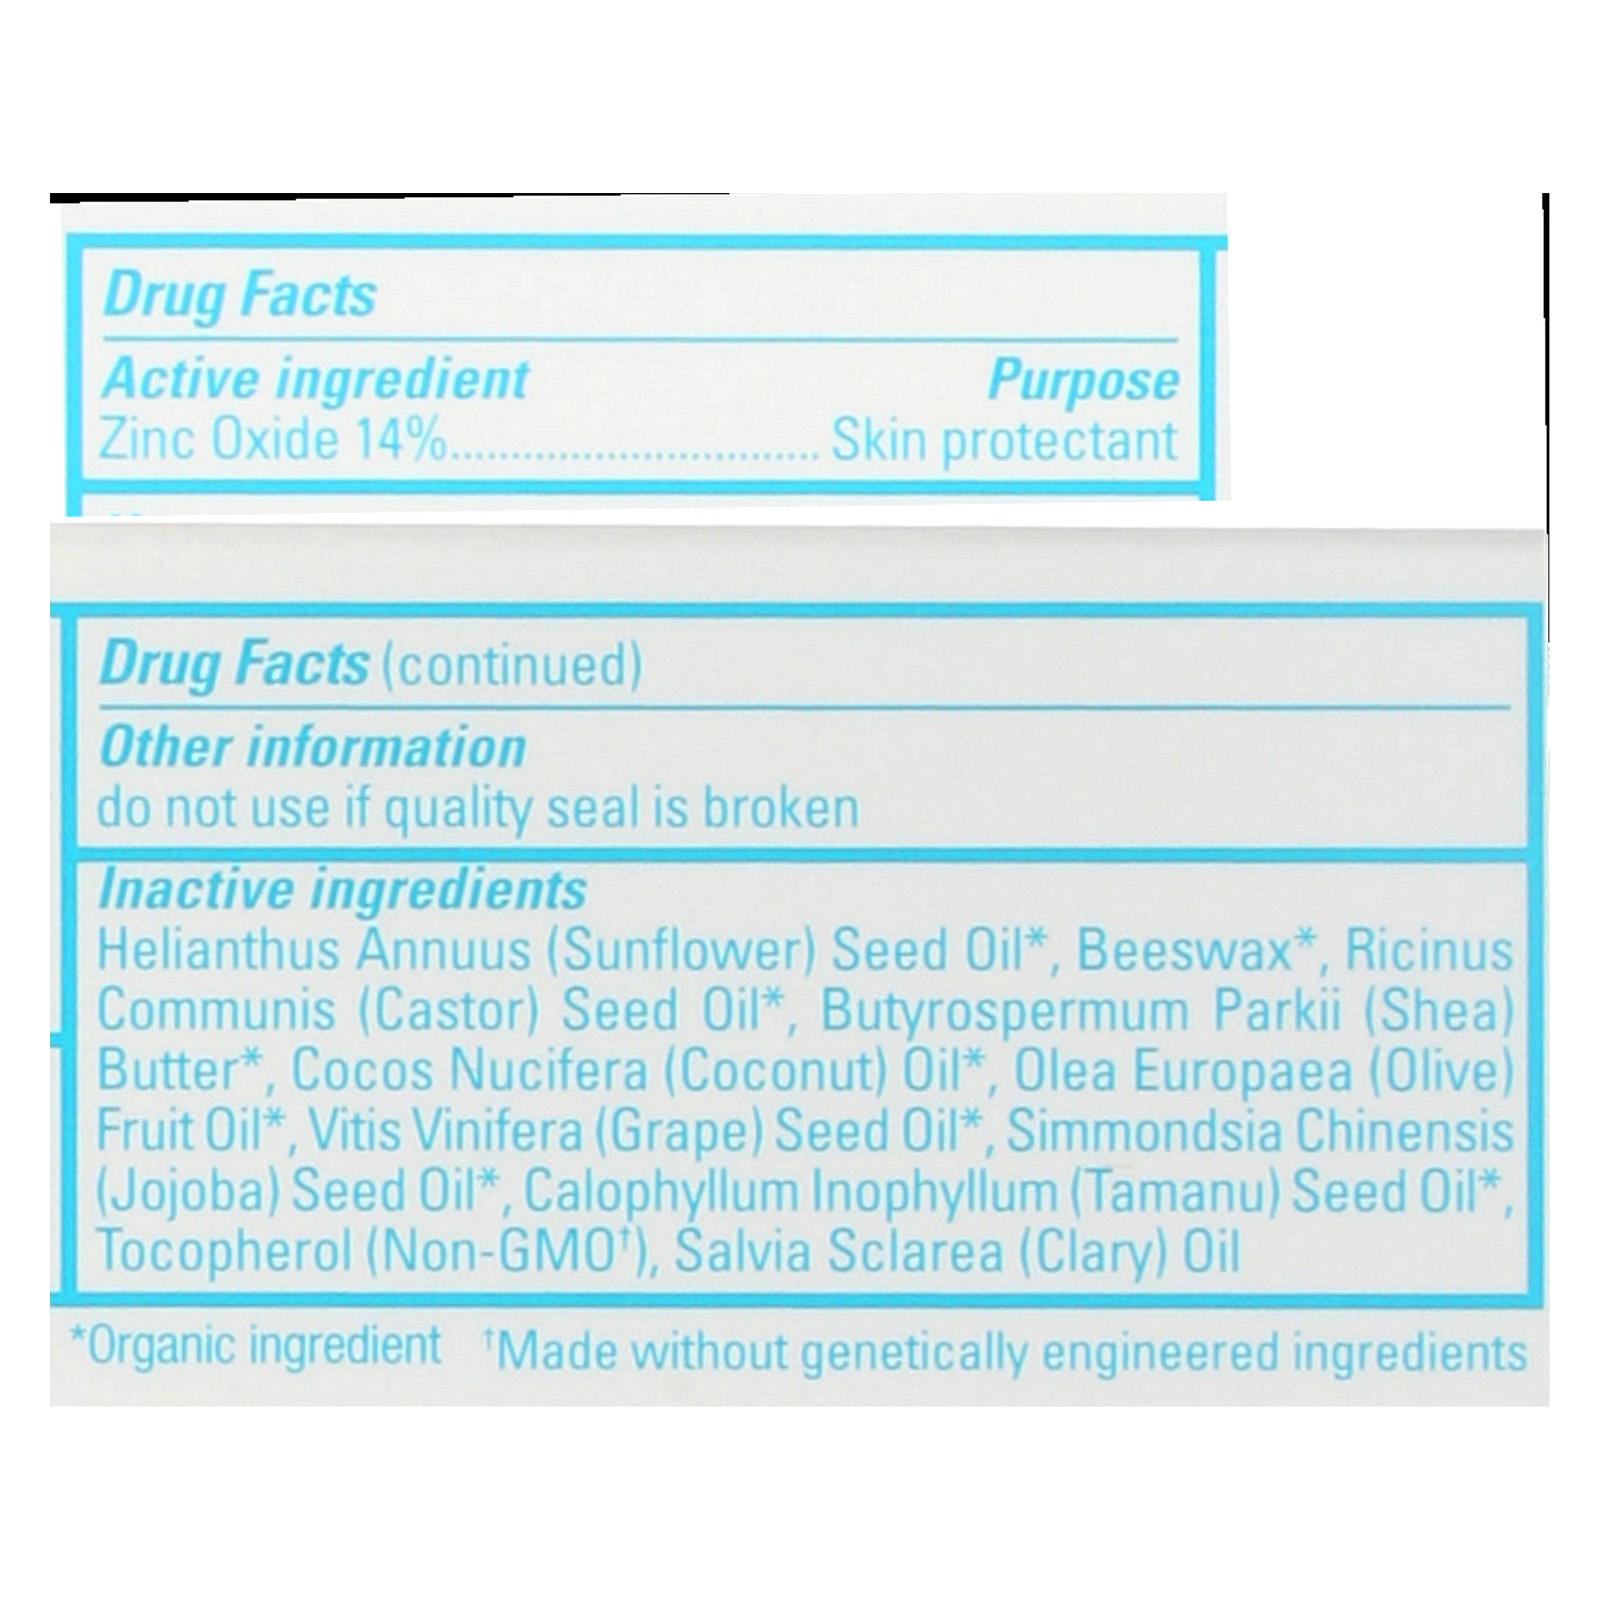 Drug Facts
Active ingredient Purpose
Zinc Oxide 14%............................... Skin protectant
Drug Facts (continued)
Other information
do not use if quality seal is broken
Inactive ingredients
Helianthus Annuus (Sunflower) Seed Oil*, Beeswax*, Ricinus
Communis (Castor) Seed Oil*, Butyrospermum Parkii (Shea)
Butter*, Cocos Nucifera (Coconut) Oil*, Olea Europaea (Olive)
Fruit Oil*, Vitis Vinifera (Grape) Seed Oil*, Simmondsia Chinensis
(Jojoba) Seed Oil*, Calophyllum Inophyllum (Tamanu) Seed Oil*,
Tocopherol (Non-GMO†), Salvia Sclarea (Clary) Oil
*Organic ingredient †Made without genetically engineered ingredients